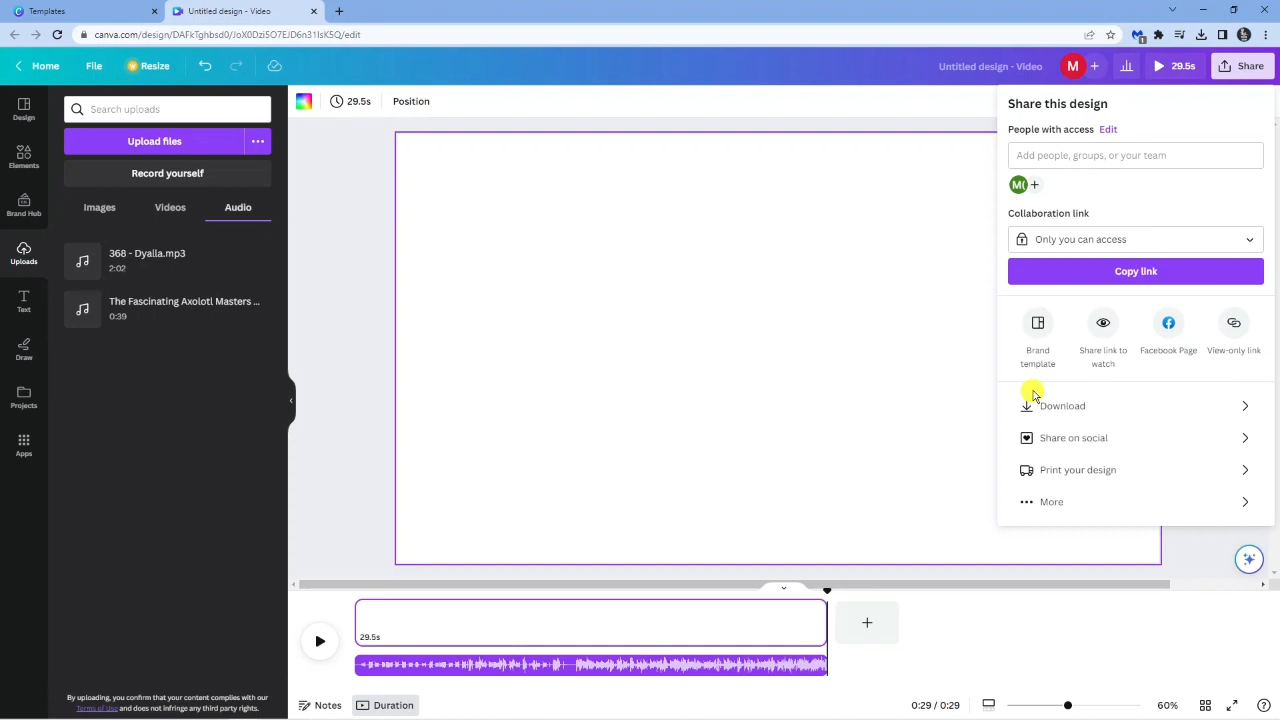 Templates
Untitled design - Video
canva.com/design/DAFkTghbsd0/JoX0Dzi5O7EJD6n31IsK5Q/edit
Home
File
Resize
Untitled design - Video
M
29.5s
Share
Design
Elements
Brand Hub
Uploads
Text
Draw
Projects
Apps
Search uploads
Upload files
Record yourself
Images
Videos
Audio
368 - Dyalla.mp3
2:02
The Fascinating Axolotl Masters ...
0:39
By uploading, you confirm that your content complies with our
Terms of Use and does not infringe any third party rights.
29.5s
Position
Share this design
People with access Edit
Add people, groups, or your team
M(
Collaboration link
Only you can access
Copy link
Brand
template
Share link to
watch
Facebook Page
View-only link
Download
Share on social
Print your design
More
29.5s
Notes
Duration
0:29 / 0:29
60%